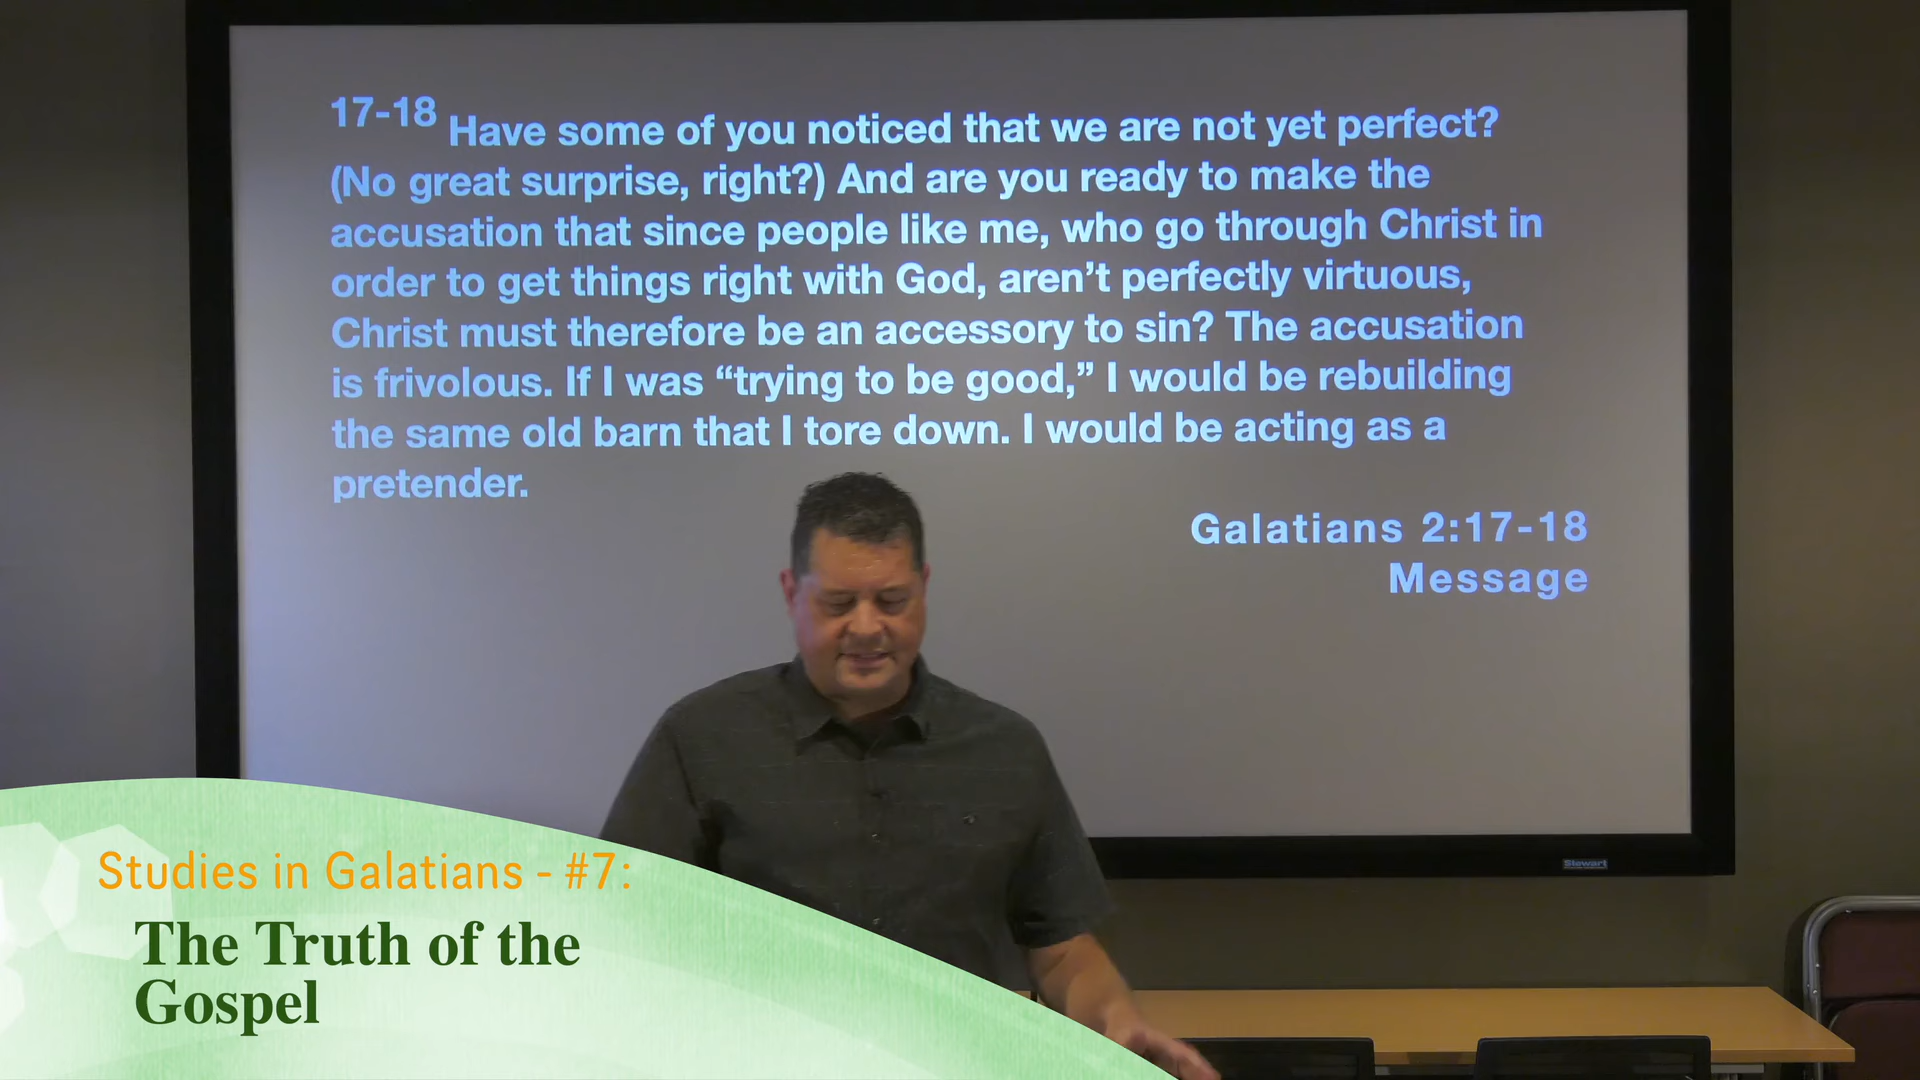 17-18 Have some of you noticed that we are not yet perfect?
(No great surprise, right?) And are you ready to make the
accusation that since people like me, who go through Christ in
order to get things right with God, aren’t perfectly virtuous,
Christ must therefore be an accessory to sin? The accusation
is frivolous. If I was “trying to be good,” I would be rebuilding
the same old barn that I tore down. I would be acting as a
pretender.
Galatians 2:17-18
Message
Stewart
Studies in Galatians - #7:
The Truth of the
Gospel